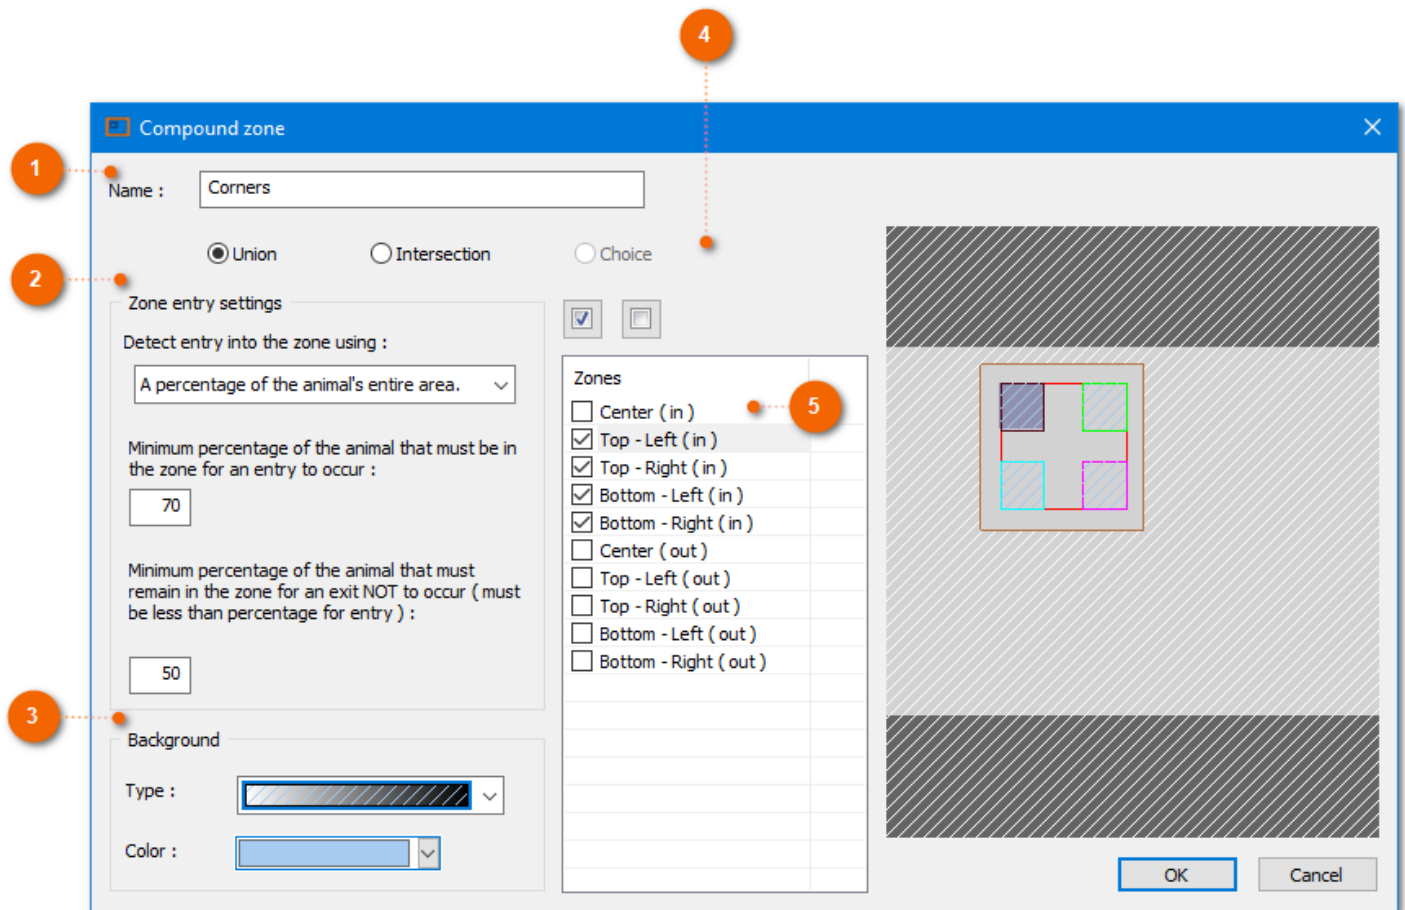 4
Compound zone
1
Name :
Corners
Union
Intersection
Choice
2
Zone entry settings
Detect entry into the zone using :
A percentage of the animal's entire area.
Minimum percentage of the animal that must be in
the zone for an entry to occur :
70
Minimum percentage of the animal that must
remain in the zone for an exit NOT to occur ( must
be less than percentage for entry ) :
50
3
Background
Type :
Color :
Zones
5
Center ( in )
Top - Left ( in )
Top - Right ( in )
Bottom - Left ( in )
Bottom - Right ( in )
Center ( out )
Top - Left ( out )
Top - Right ( out )
Bottom - Left ( out )
Bottom - Right ( out )
OK
Cancel